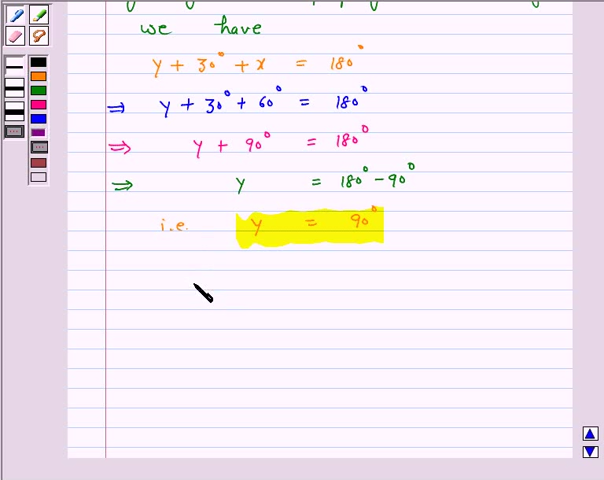 we have
y + 30° + x = 180°
⇒ y + 30° + 60° = 180°
⇒ y + 90° = 180°
⇒ y = 180° - 90°
i.e. y = 90°